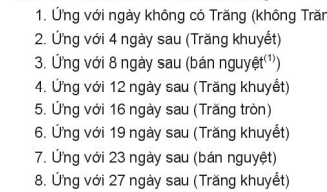 1. Ứng với ngày không có Trăng (không Trăn
2. Ứng với 4 ngày sau (Trăng khuyết)
3. Ứng với 8 ngày sau (bán nguyệt(1))
4. Ứng với 12 ngày sau (Trăng khuyết)
5. Ứng với 16 ngày sau (Trăng tròn)
6. Ứng với 19 ngày sau (Trăng khuyết)
7. Ứng với 23 ngày sau (bán nguyệt)
8. Ứng với 27 ngày sau (Trăng khuyết)